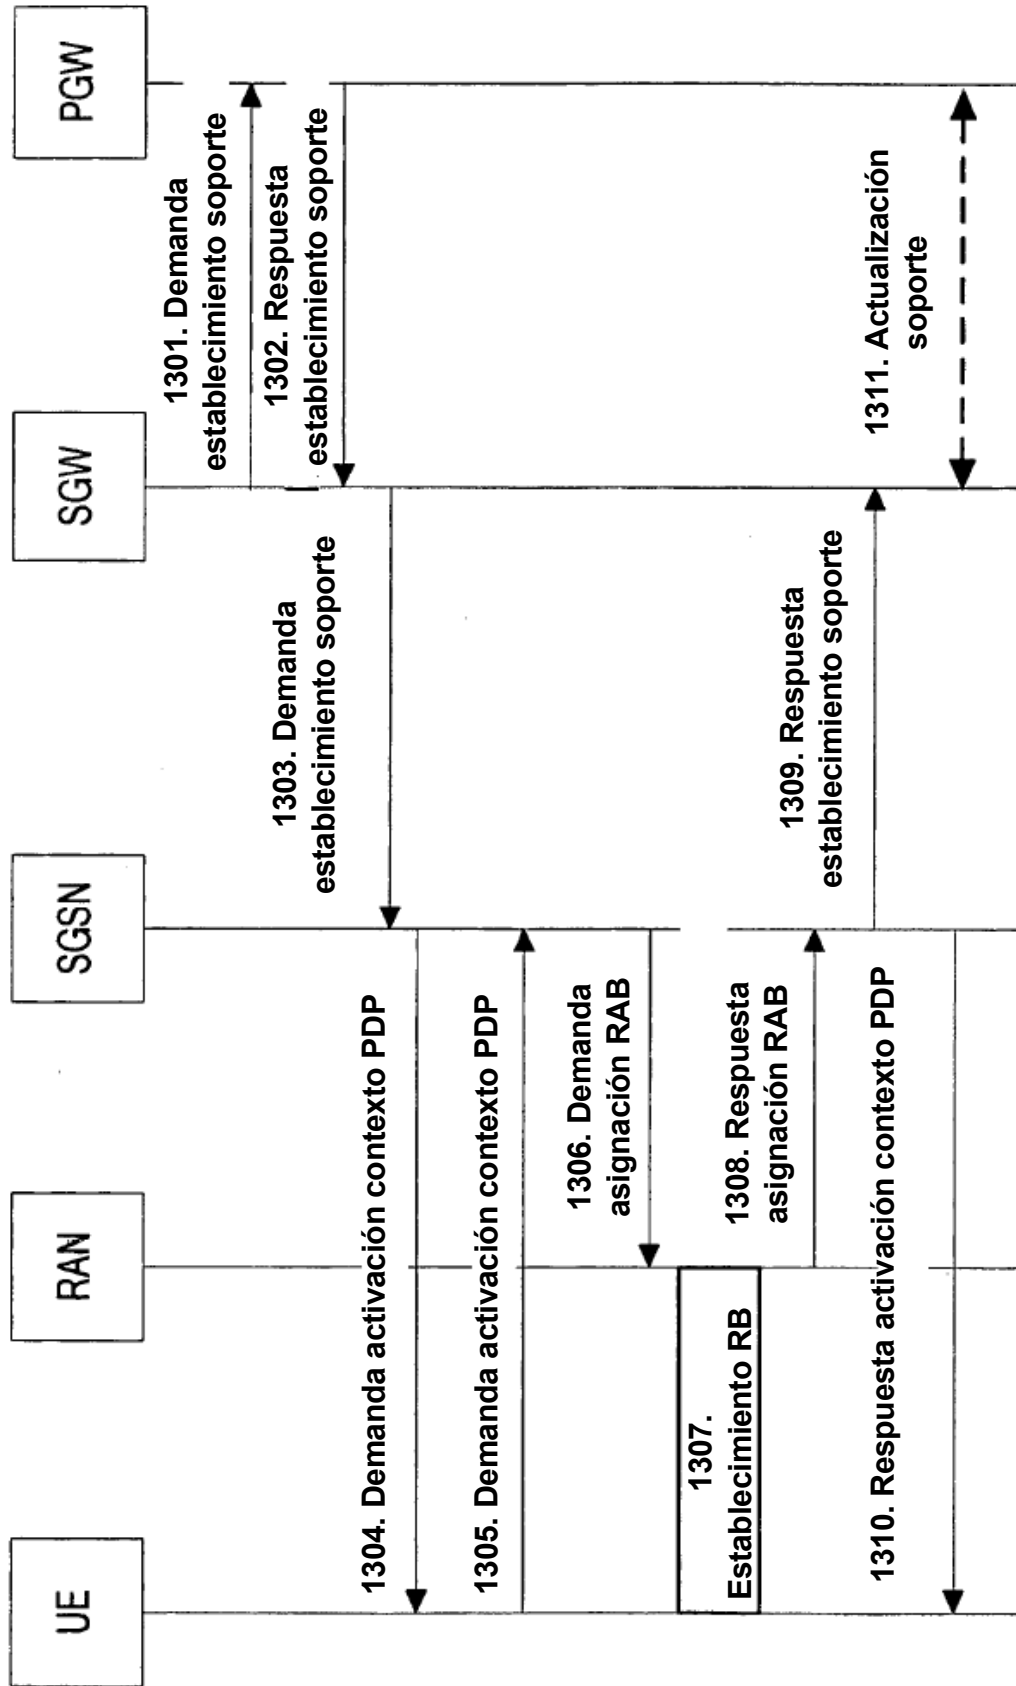 UE
RAN
SGSN
SGW
PGW
1301. Demanda
establecimiento soporte
1302. Respuesta
establecimiento soporte
1303. Demanda
establecimiento soporte
1304. Demanda activación contexto PDP
1305. Demanda activación contexto PDP
1306. Demanda
asignación RAB
1307.
Establecimiento RB
1308. Respuesta
asignación RAB
1309. Respuesta
establecimiento soporte
1310. Respuesta activación contexto PDP
1311. Actualización
soporte